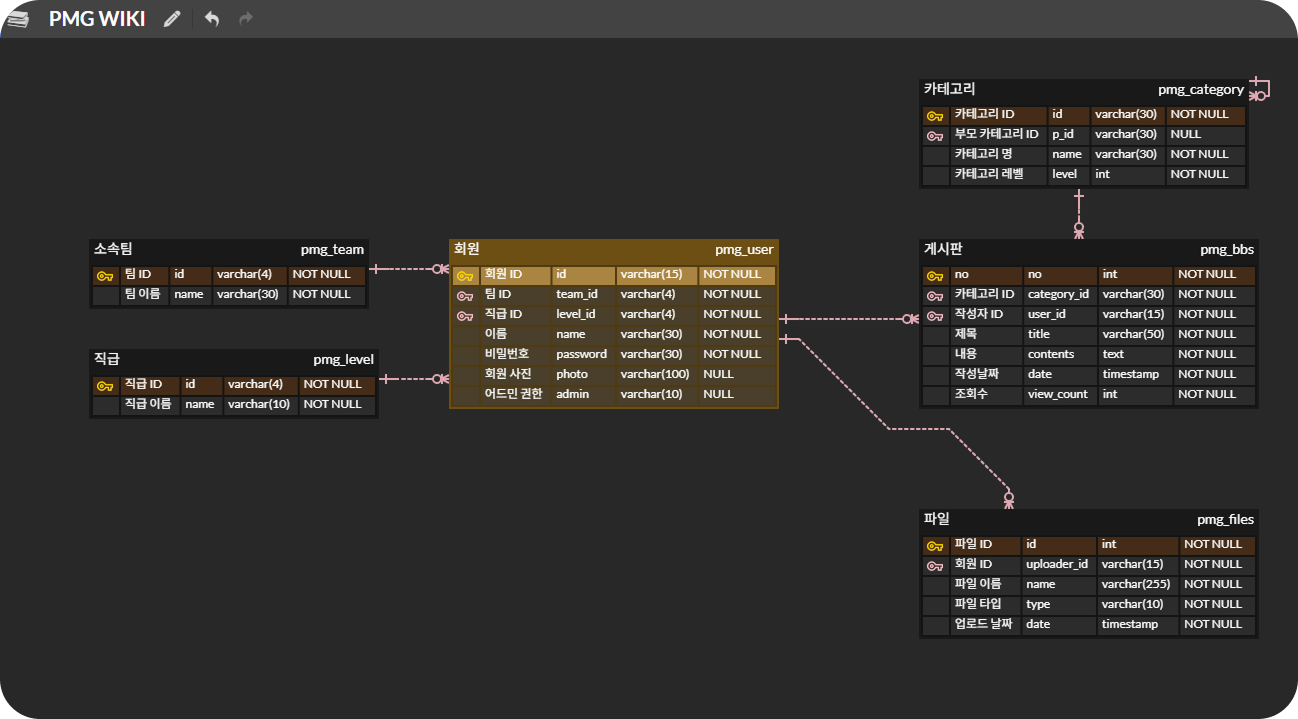 PMG WIKI
카테고리 pmg_category
카테고리 ID id varchar(30) NOT NULL
부모 카테고리 ID p_id varchar(30) NULL
카테고리 명 name varchar(30) NOT NULL
카테고리 레벨 level int NOT NULL
소속팀 pmg_team
팀 ID id varchar(4) NOT NULL
팀 이름 name varchar(30) NOT NULL
직급 pmg_level
직급 ID id varchar(4) NOT NULL
직급 이름 name varchar(10) NOT NULL
회원 pmg_user
회원 ID id varchar(15) NOT NULL
팀 ID team_id varchar(4) NOT NULL
직급 ID level_id varchar(4) NOT NULL
이름 name varchar(30) NOT NULL
비밀번호 password varchar(30) NOT NULL
회원 사진 photo varchar(100) NULL
어드민 권한 admin varchar(10) NULL
게시판 pmg_bbs
no no int NOT NULL
카테고리 ID category_id varchar(30) NOT NULL
작성자 ID user_id varchar(15) NOT NULL
제목 title varchar(50) NOT NULL
내용 contents text NOT NULL
작성날짜 date timestamp NOT NULL
조회수 view_count int NOT NULL
파일 pmg_files
파일 ID id int NOT NULL
회원 ID uploader_id varchar(15) NOT NULL
파일 이름 name varchar(255) NOT NULL
파일 타입 type varchar(10) NOT NULL
업로드 날짜 date timestamp NOT NULL